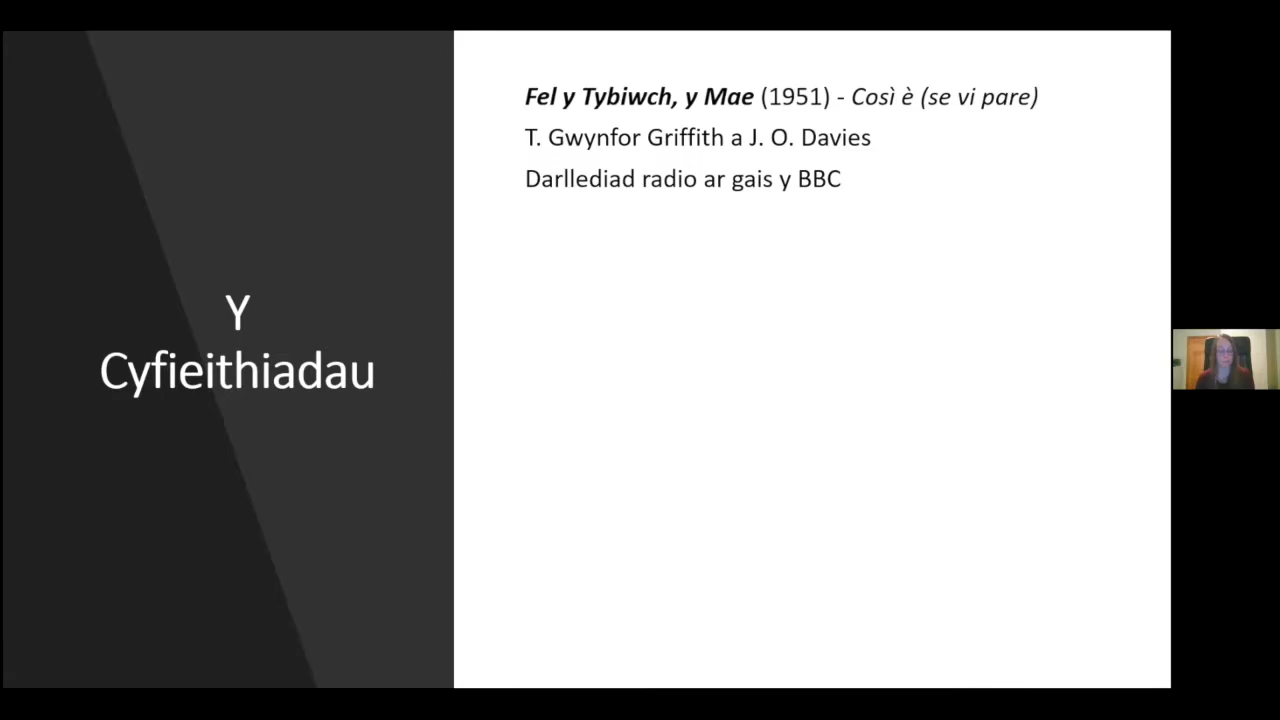 Y
Cyfieithiadau
Fel y Tybiwch, y Mae (1951) - Così è (se vi pare)
T. Gwynfor Griffith a J. O. Davies
Darllediad radio ar gais y BBC